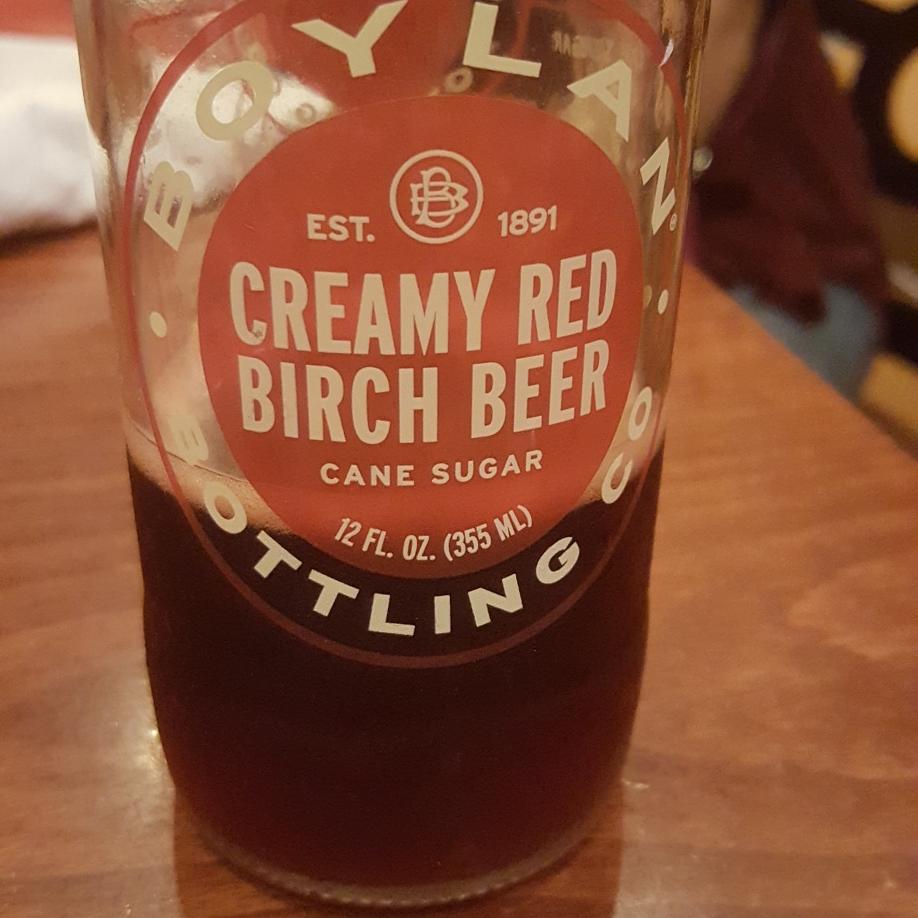 BOYLAN®
EST. B 1891
CREAMY RED
BIRCH BEER
CANE SUGAR
12 FL. OZ. (355 ML)
BOTTLING CO.